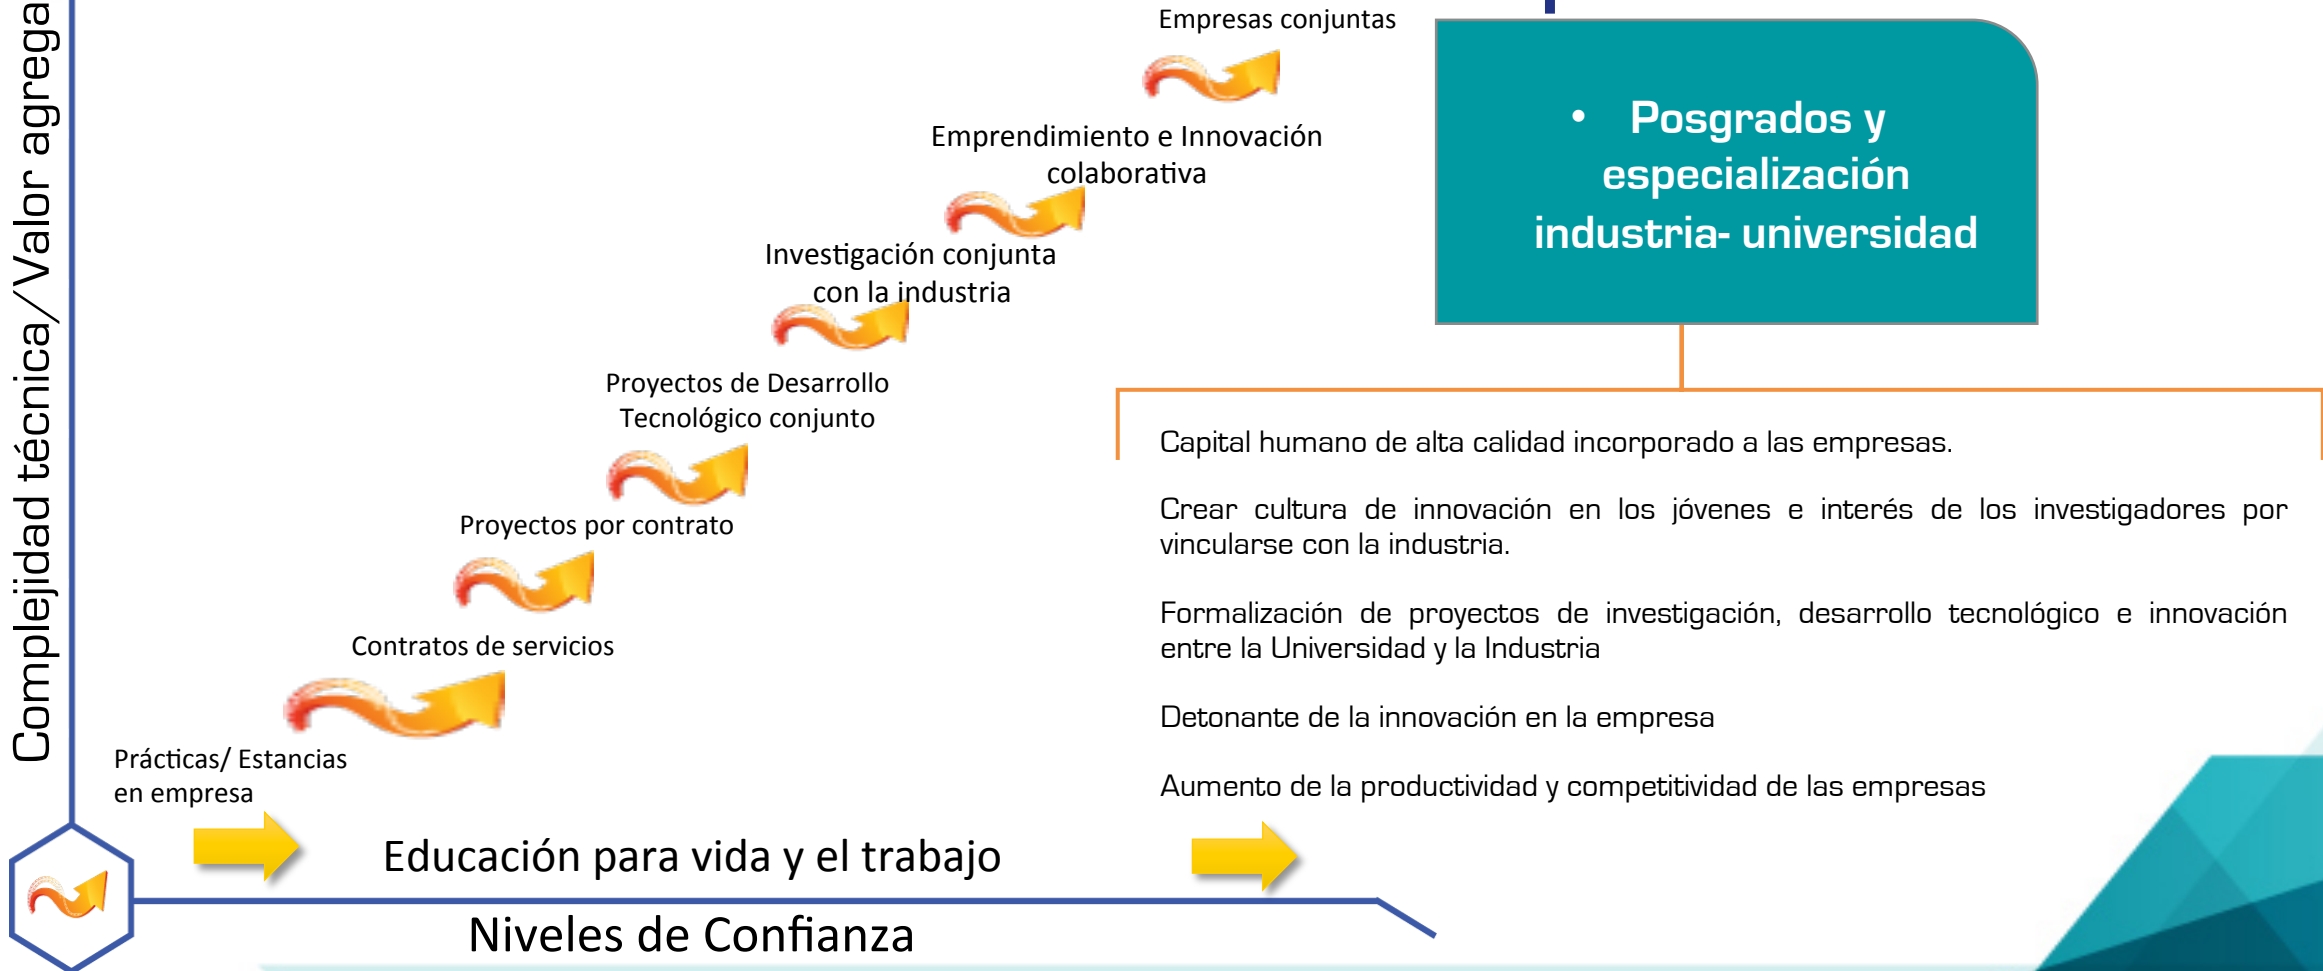 Complejidad técnica/Valor agrega
Empresas conjuntas
Emprendimiento e Innovación
colaborativa
Investigación conjunta
con la industria
Proyectos de Desarrollo
Tecnológico conjunto
Proyectos por contrato
Contratos de servicios
Prácticas/ Estancias
en empresa
Educación para vida y el trabajo
Niveles de Confianza
• Posgrados y
especialización
industria- universidad
Capital humano de alta calidad incorporado a las empresas.
Crear cultura de innovación en los jóvenes e interés de los investigadores por
vincularse con la industria.
Formalización de proyectos de investigación, desarrollo tecnológico e innovación
entre la Universidad y la Industria
Detonante de la innovación en la empresa
Aumento de la productividad y competitividad de las empresas